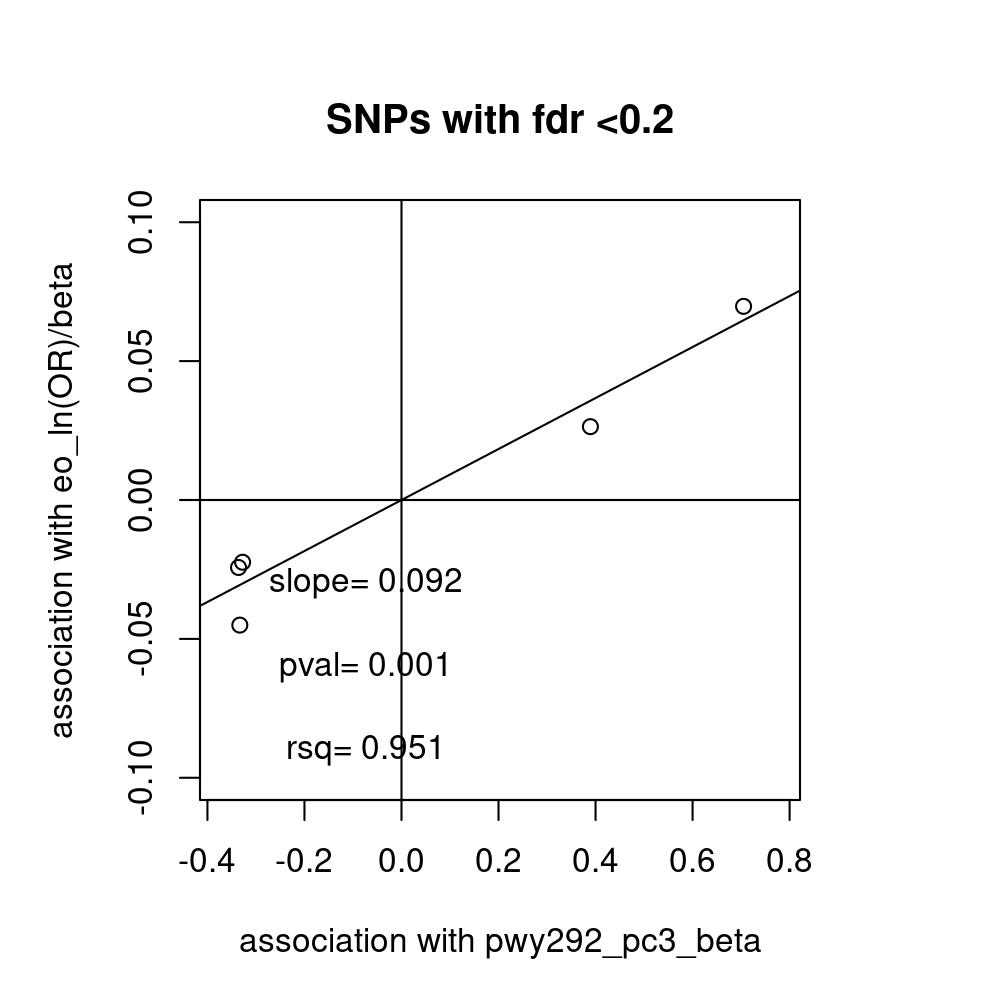 SNPs with fdr <0.2
association with eo_ln(OR)/beta
0.10
0.05
0.00
-0.05
-0.10
slope= 0.092
pval= 0.001
rsq= 0.951
-0.4 -0.2 0.0 0.2 0.4 0.6 0.8
association with pwy292_pc3_beta